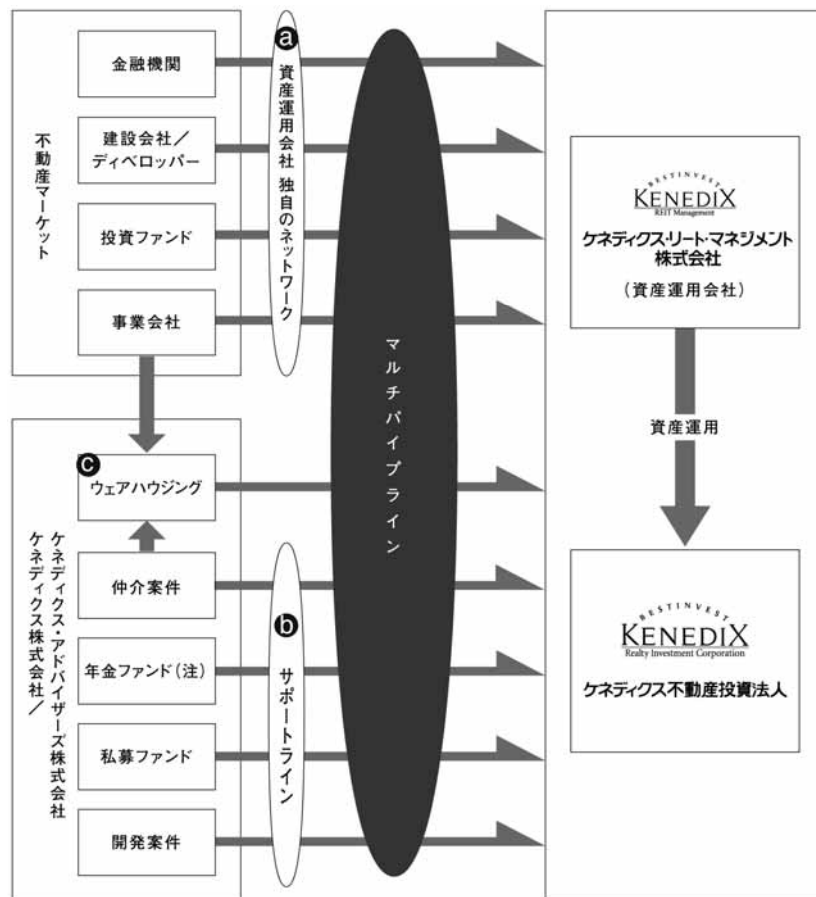 不動産マーケット
金融機関
建設会社／
ディベロッパー
投資ファンド
事業会社
ⓐ
資産運用会社 独自のネットワーク
ケネディクス株式会社／
ケネディクス・アドバイザーズ株式会社
ⓒ
ウェアハウジング
仲介案件
年金ファンド（注）
私募ファンド
開発案件
ⓑ
サポートライン
マルチパイプライン
BESTINVEST
KENEDIX
REIT Management
ケネディクス・リート・マネジメント
株式会社
（資産運用会社）
資産運用
BESTINVEST
KENEDIX
Realty Investment Corporation
ケネディクス不動産投資法人